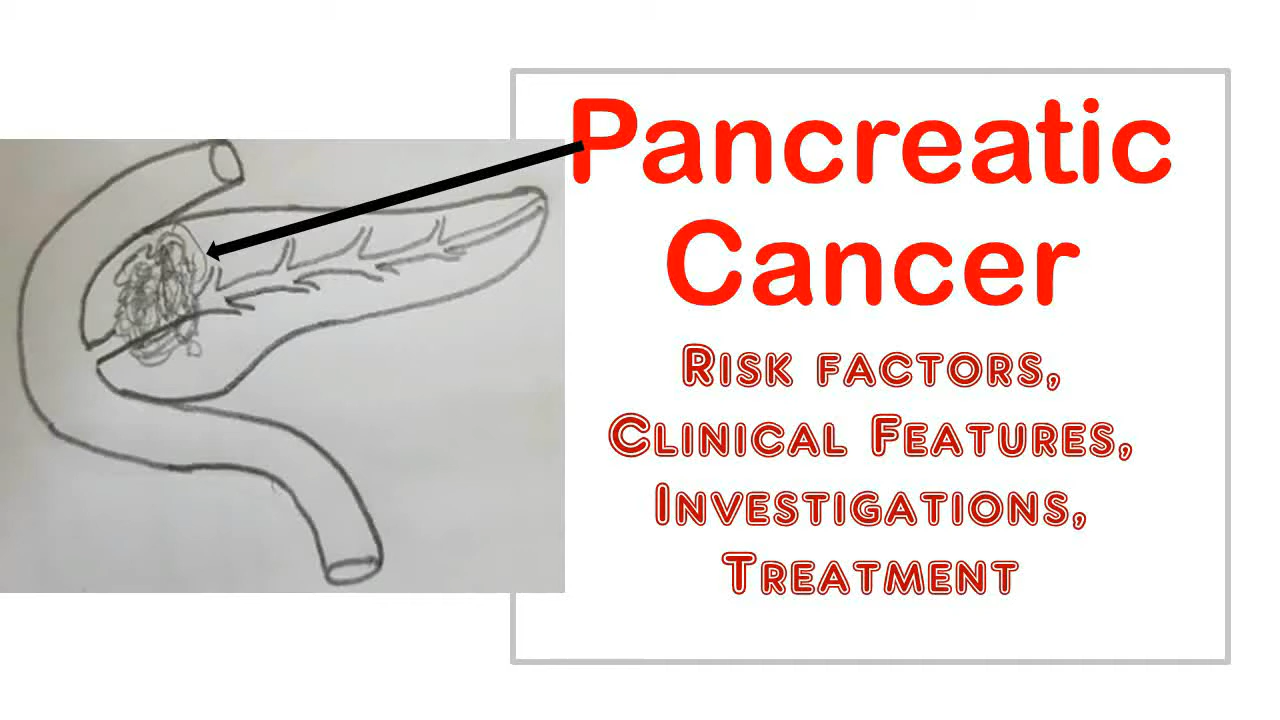 Pancreatic
Cancer
Risk factors,
Clinical Features,
Investigations,
Treatment